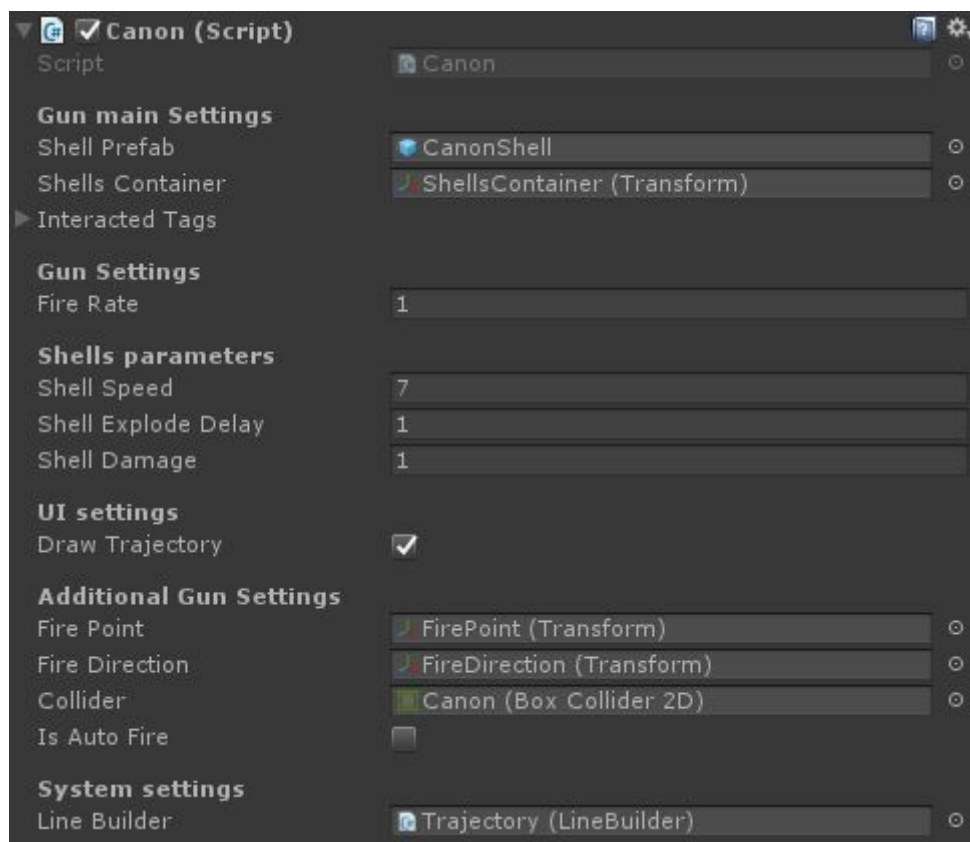 Canon (Script)
Script Canon
Gun main Settings
Shell Prefab CanonShell
Shells Container ShellsContainer (Transform)
Interacted Tags
Gun Settings
Fire Rate 1
Shells parameters
Shell Speed 7
Shell Explode Delay 1
Shell Damage 1
UI settings
Draw Trajectory
Additional Gun Settings
Fire Point FirePoint (Transform)
Fire Direction FireDirection (Transform)
Collider Canon (Box Collider 2D)
Is Auto Fire
System settings
Line Builder Trajectory (LineBuilder)